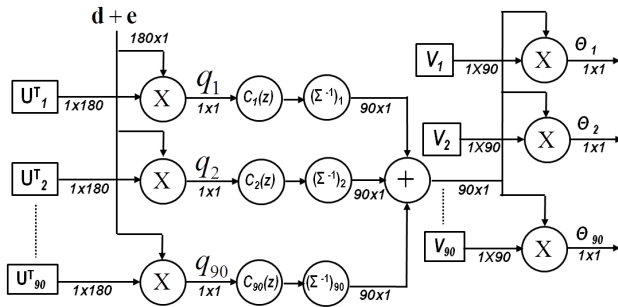 d + e
180x1
U^T_1
1x180
X
q_1
1x1
C_1(z)
(Σ^-1)_1
90x1
V_1
1X90
X
Θ_1
1x1
U^T_2
1x180
X
q_2
1x1
C_2(z)
(Σ^-1)_2
90x1
+
90x1
V_2
1X90
X
Θ_2
1x1
U^T_90
1x180
X
q_90
1x1
C_90(z)
(Σ^-1)_90
90x1
V_90
1X90
X
Θ_90
1x1